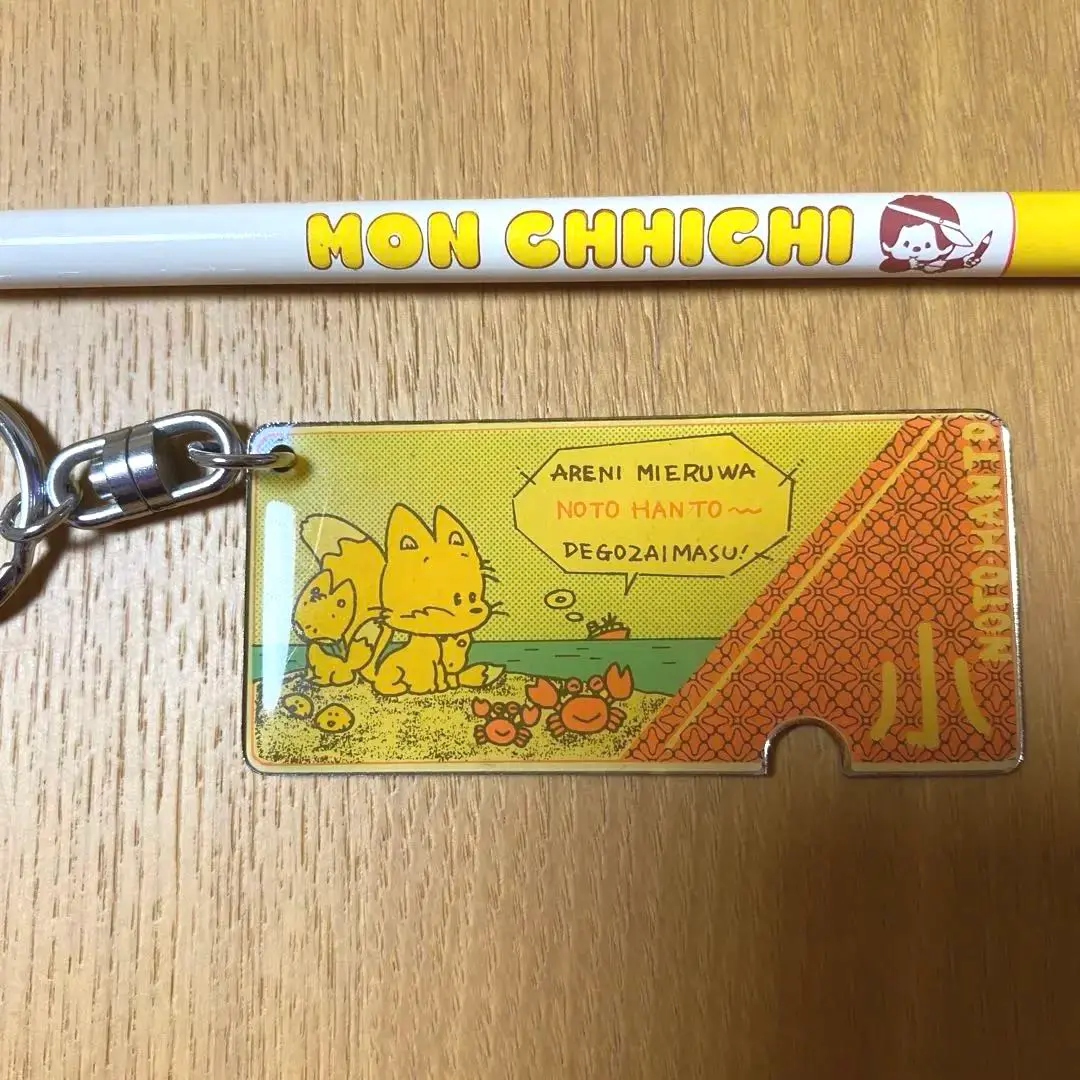 MON CHHICHI
ARENI MIERUWA
NOTO HANTO～
DEGOZAIMASU!
NOTO HANTO
小